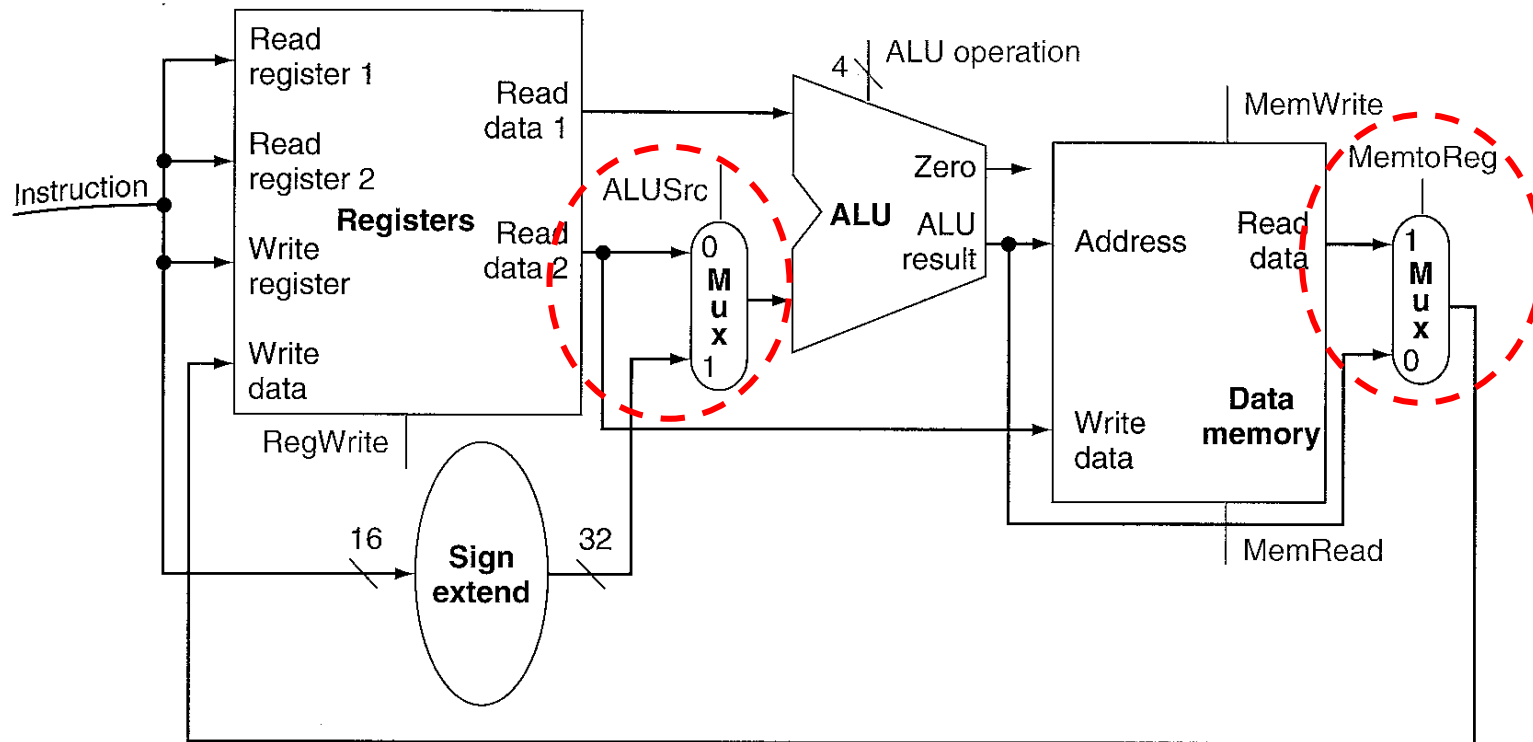 Instruction
Read
register 1
Read
register 2
Write
register
Write
data
Registers
Read
data 1
Read
data 2
RegWrite
16
Sign
extend
32
ALUSrc
0
M
u
x
1
4
ALU operation
Zero
ALU
ALU
result
MemWrite
Address
Read
data
Write
data
Data
memory
MemRead
MemtoReg
1
M
u
x
0